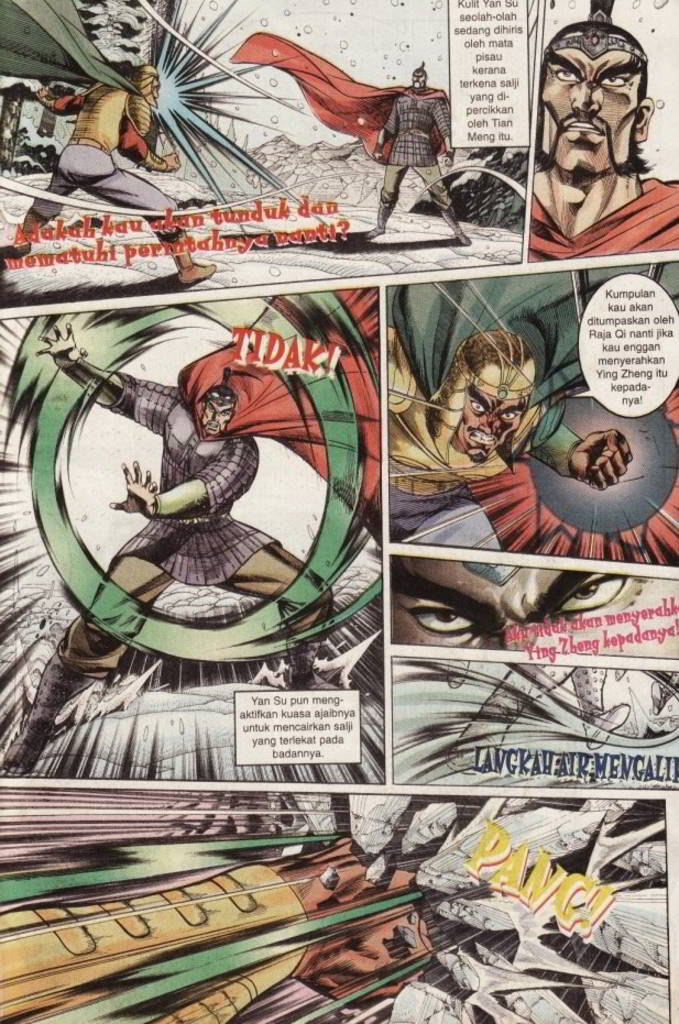 Kulit Yan Su
seolah-olah
sedang dihiris
oleh mata
pisau
kerana
terkena salji
yang di-
percikkan
oleh Tian
Meng itu.
Adakah kau akan tunduk dan
mematuhi perintahnya nanti?
TIDAK!
Kumpulan
kau akan
ditumpaskan oleh
Raja Qi nanti jika
kau enggan
menyerahkan
Ying Zheng itu
kepada-
nya!
Aku tidak akan menyerahk
Ying-Zheng kepadanya!
Yan Su pun meng-
aktifkan kuasa ajaibnya
untuk mencairkan salji
yang terlekat pada
badannya.
LANGKAH AIR MENGALIR
PANG!